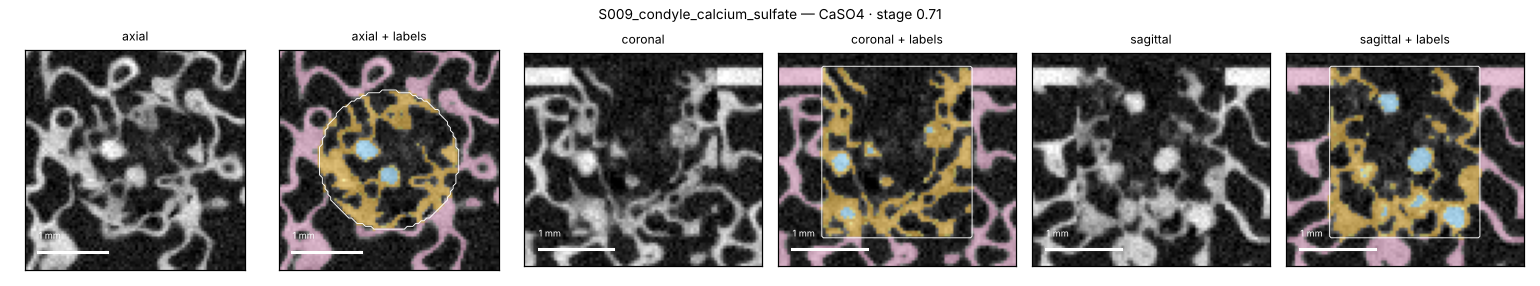 S009_condyle_calcium_sulfate — CaSO4 · stage 0.71
axial
axial + labels
coronal
coronal + labels
sagittal
sagittal + labels
1 mm
1 mm
1 mm
1 mm
1 mm
1 mm